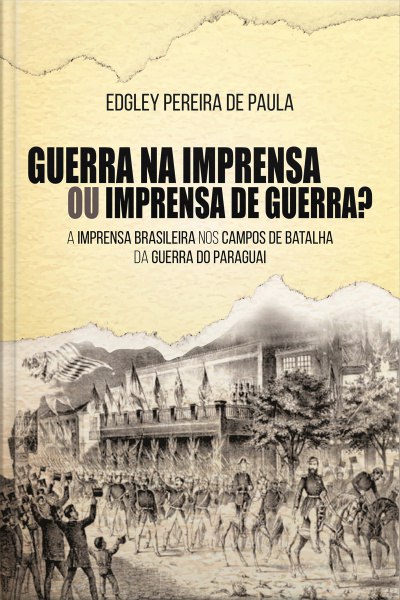 EDGLEY PEREIRA DE PAULA
GUERRA NA IMPRENSA
OU IMPRENSA DE GUERRA?
A IMPRENSA BRASILEIRA NOS CAMPOS DE BATALHA
DA GUERRA DO PARAGUAI